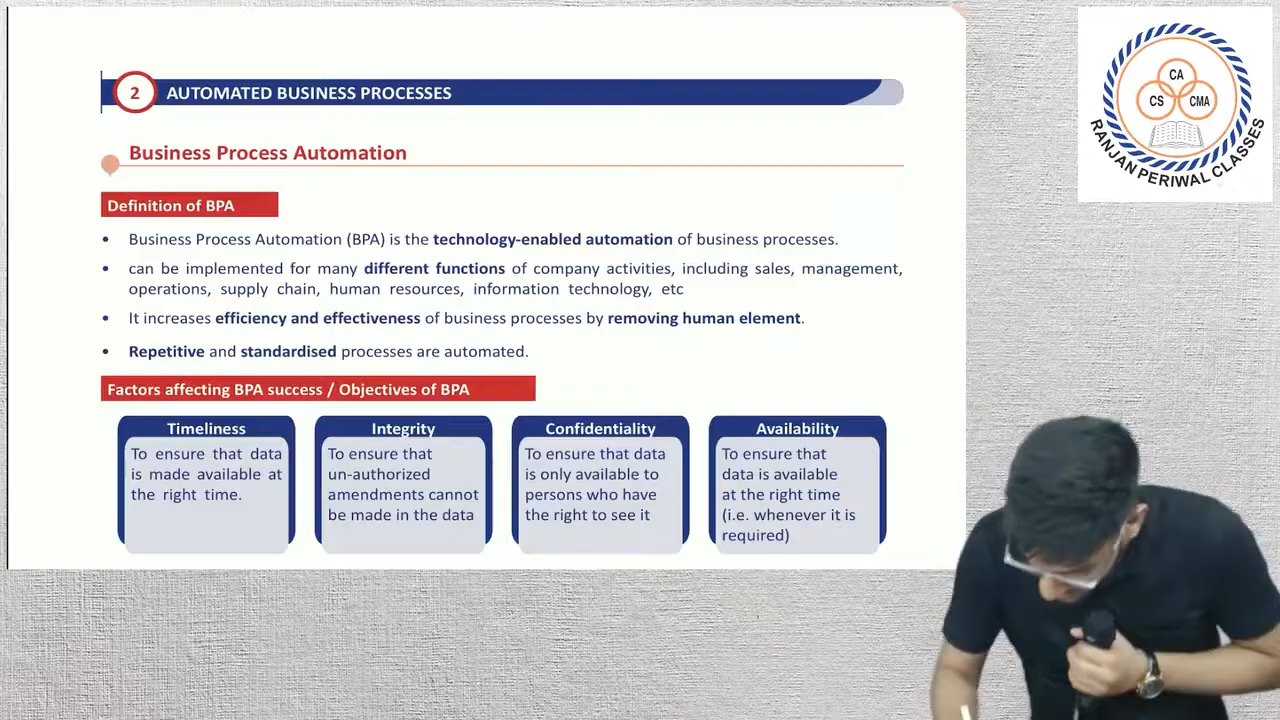 2 AUTOMATED BUSINESS PROCESSES
Business Process Automation
Definition of BPA
• Business Process Automation (BPA) is the technology-enabled automation of business processes.
• can be implemented for many different functions of company activities, including sales, management,
operations, supply chain, human resources, information technology, etc
• It increases efficiency and effectiveness of business processes by removing human element.
• Repetitive and standardised processes are automated.
Factors affecting BPA success / Objectives of BPA
Timeliness
To ensure that data
is made available at
the right time.
Integrity
To ensure that
un-authorized
amendments cannot
be made in the data
Confidentiality
To ensure that data
is only available to
persons who have
the right to see it
Availability
To ensure that
data is available
at the right time
(i.e. whenever it is
required)
CA
CS
CMA
RANJAN PERIWAL CLASSES